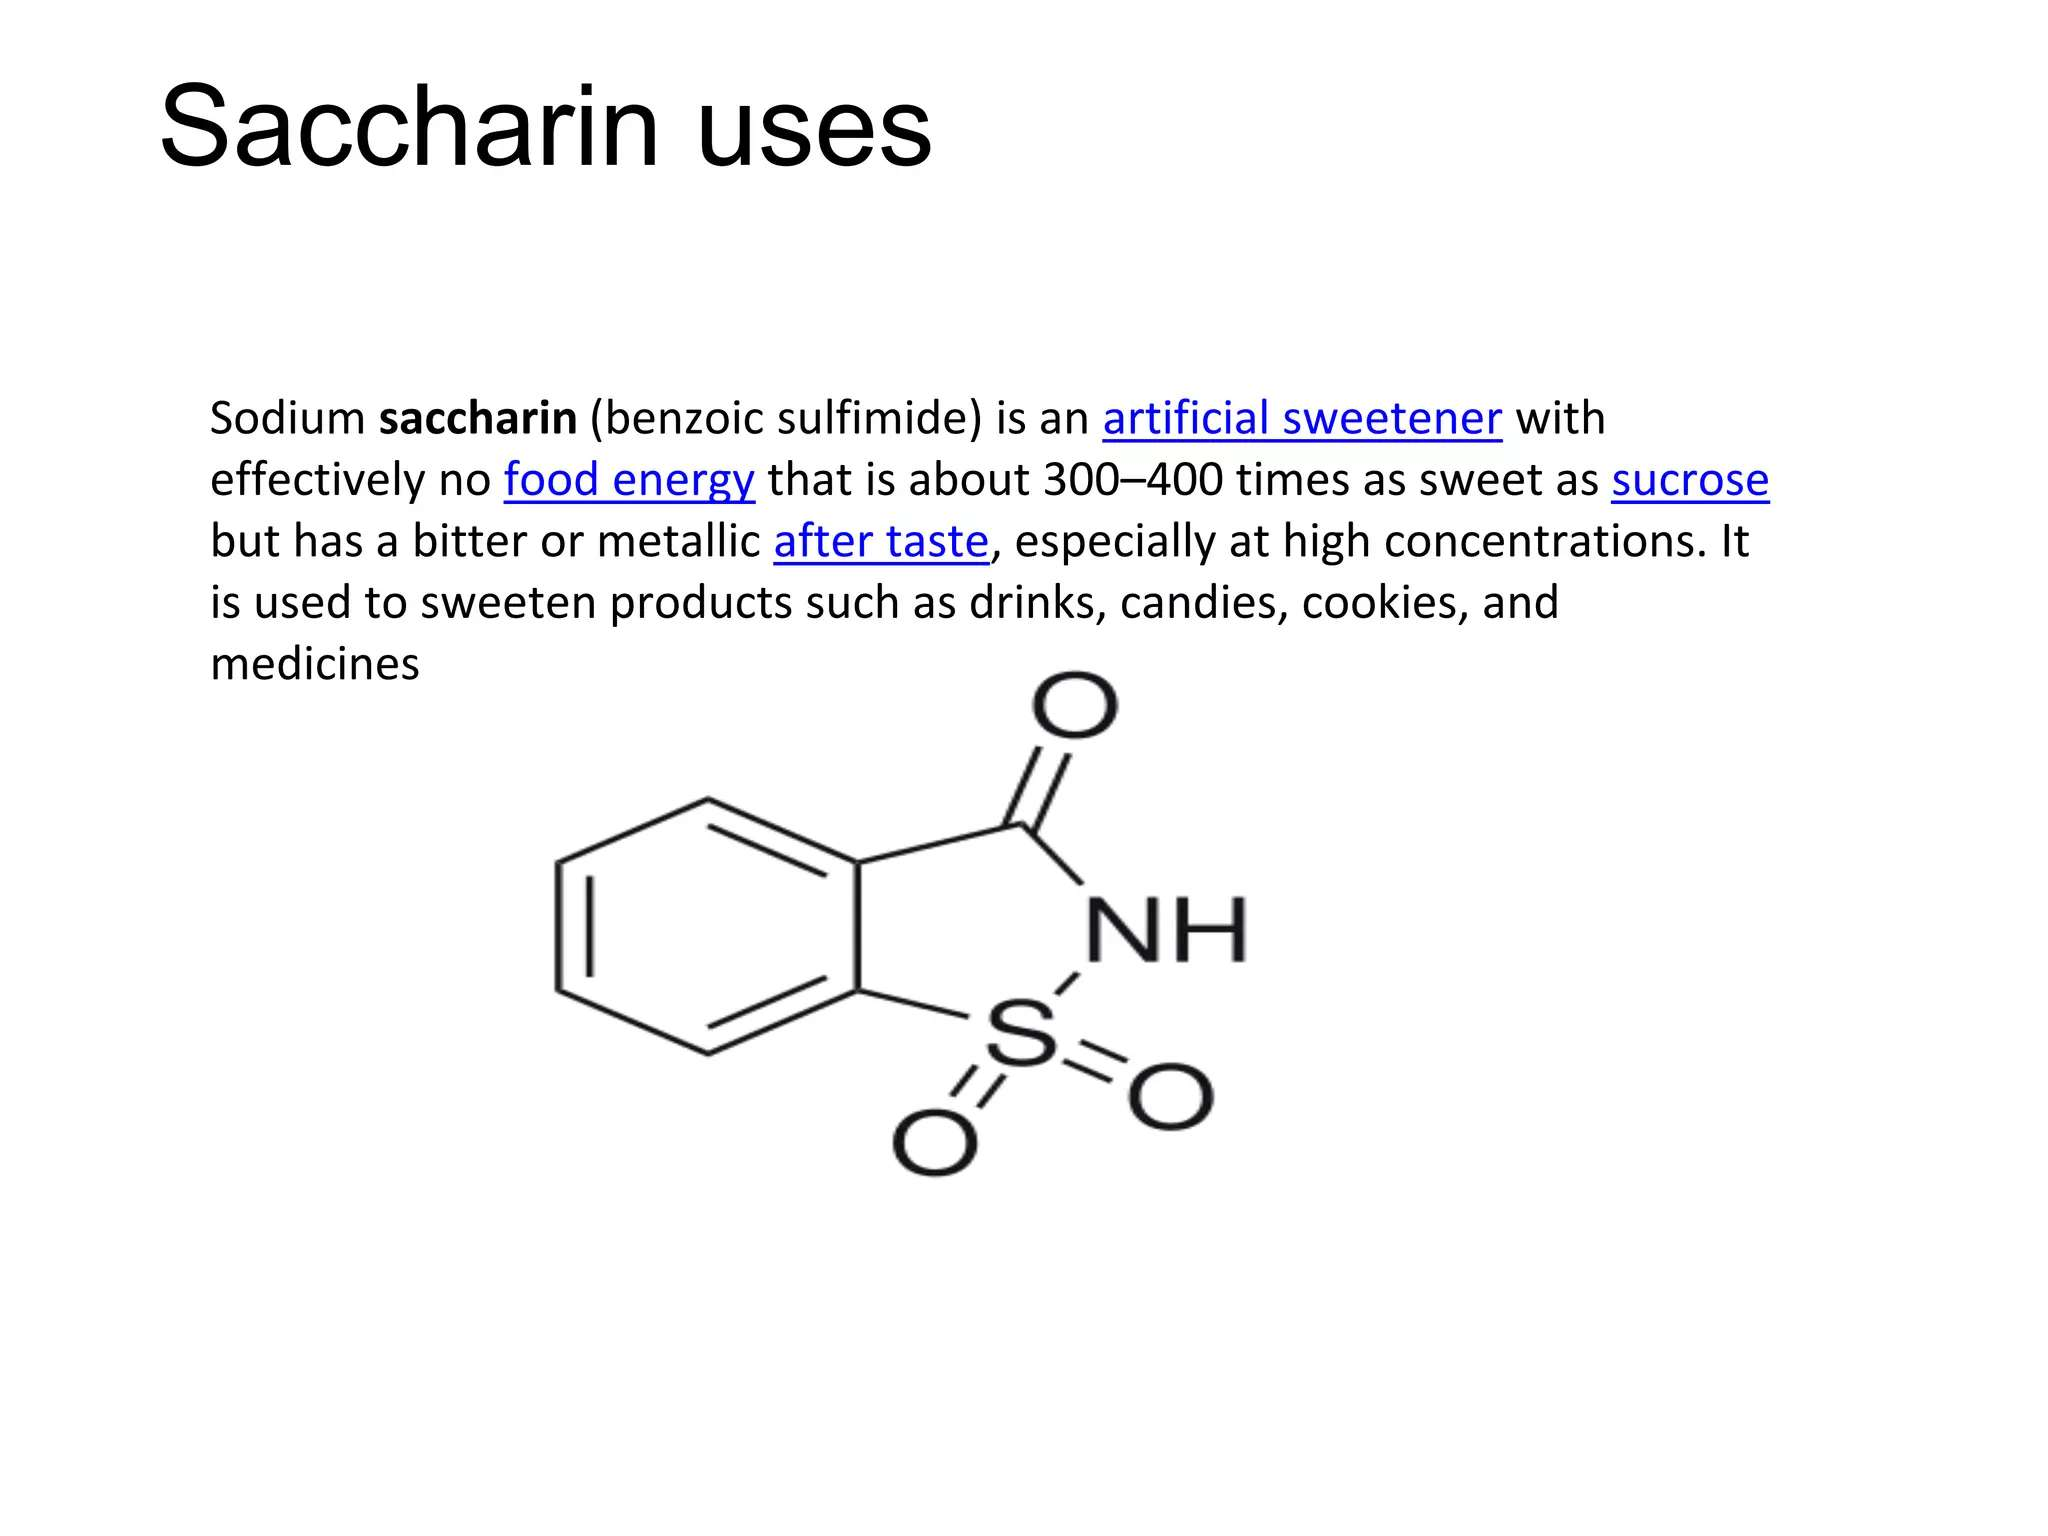 Saccharin uses
Sodium saccharin (benzoic sulfimide) is an artificial sweetener with
effectively no food energy that is about 300–400 times as sweet as sucrose
but has a bitter or metallic after taste, especially at high concentrations. It
is used to sweeten products such as drinks, candies, cookies, and
medicines
O
NH
S
O
O